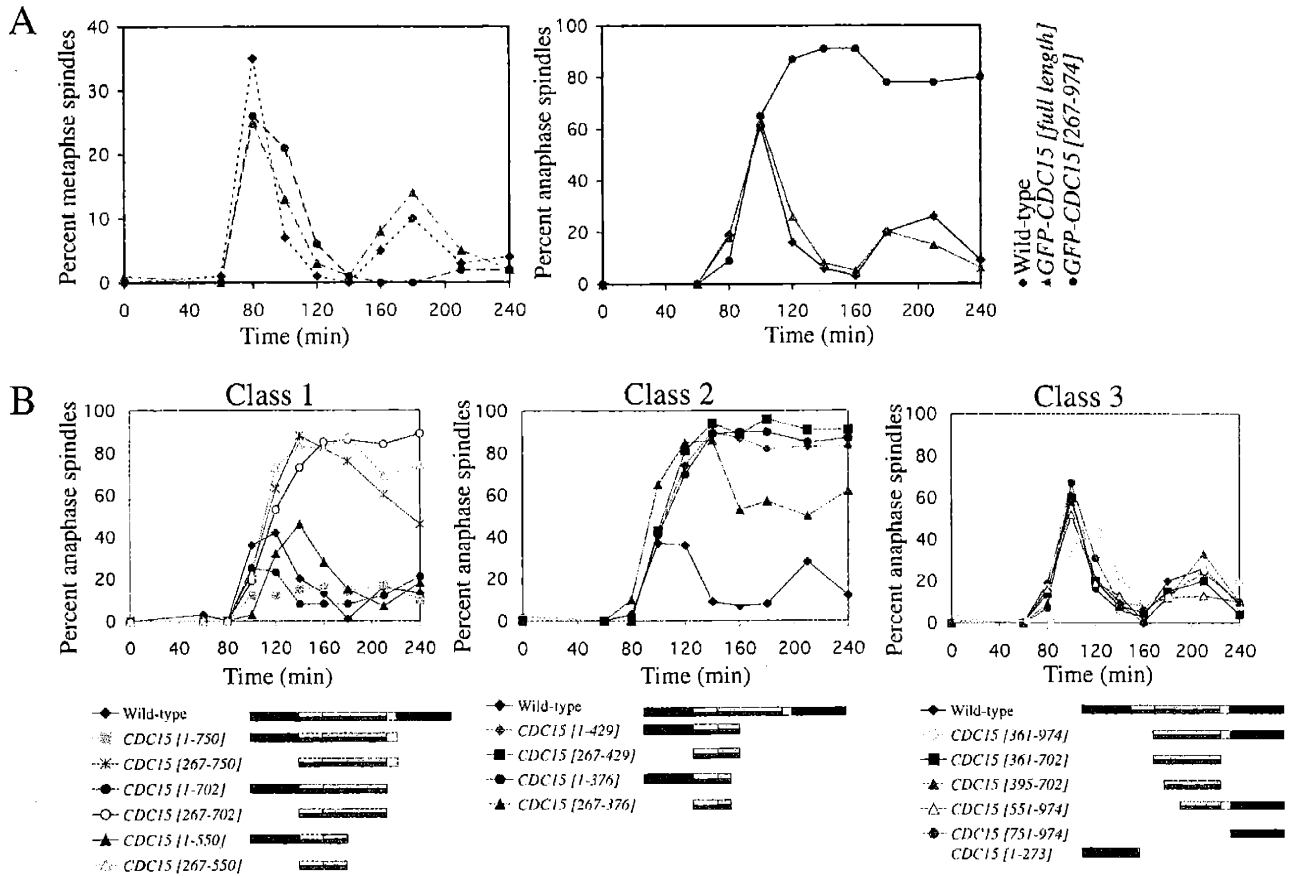 A
Percent metaphse spindles
40
30
20
10
0
0 40 80 120 160 200 240
Time (min)
Percent anaphase spindles
100
80
60
40
20
0
0 40 80 120 160 200 240
Time (min)
Wild-type
GFP-CDC15 [full length]
GFP-CDC15 [267-974]
B
Class 1
Percent anaphase spindles
100
80
60
40
20
0
0 40 80 120 160 200 240
Time (min)
Wild-type
CDC15 [1-750]
CDC15 [267-750]
CDC15 [1-702]
CDC15 [267-702]
CDC15 [1-550]
CDC15 [267-550]
Class 2
Percent anaphase spindles
100
80
60
40
20
0
0 40 80 120 160 200 240
Time (min)
Wild-type
CDC15 [1-429]
CDC15 [267-429]
CDC15 [1-376]
CDC15 [267-376]
Class 3
Percent anaphase spindles
100
80
60
40
20
0
0 40 80 120 160 200 240
Time (min)
Wild-type
CDC15 [361-974]
CDC15 [361-702]
CDC15 [395-702]
CDC15 [551-974]
CDC15 [751-974]
CDC15 [1-273]